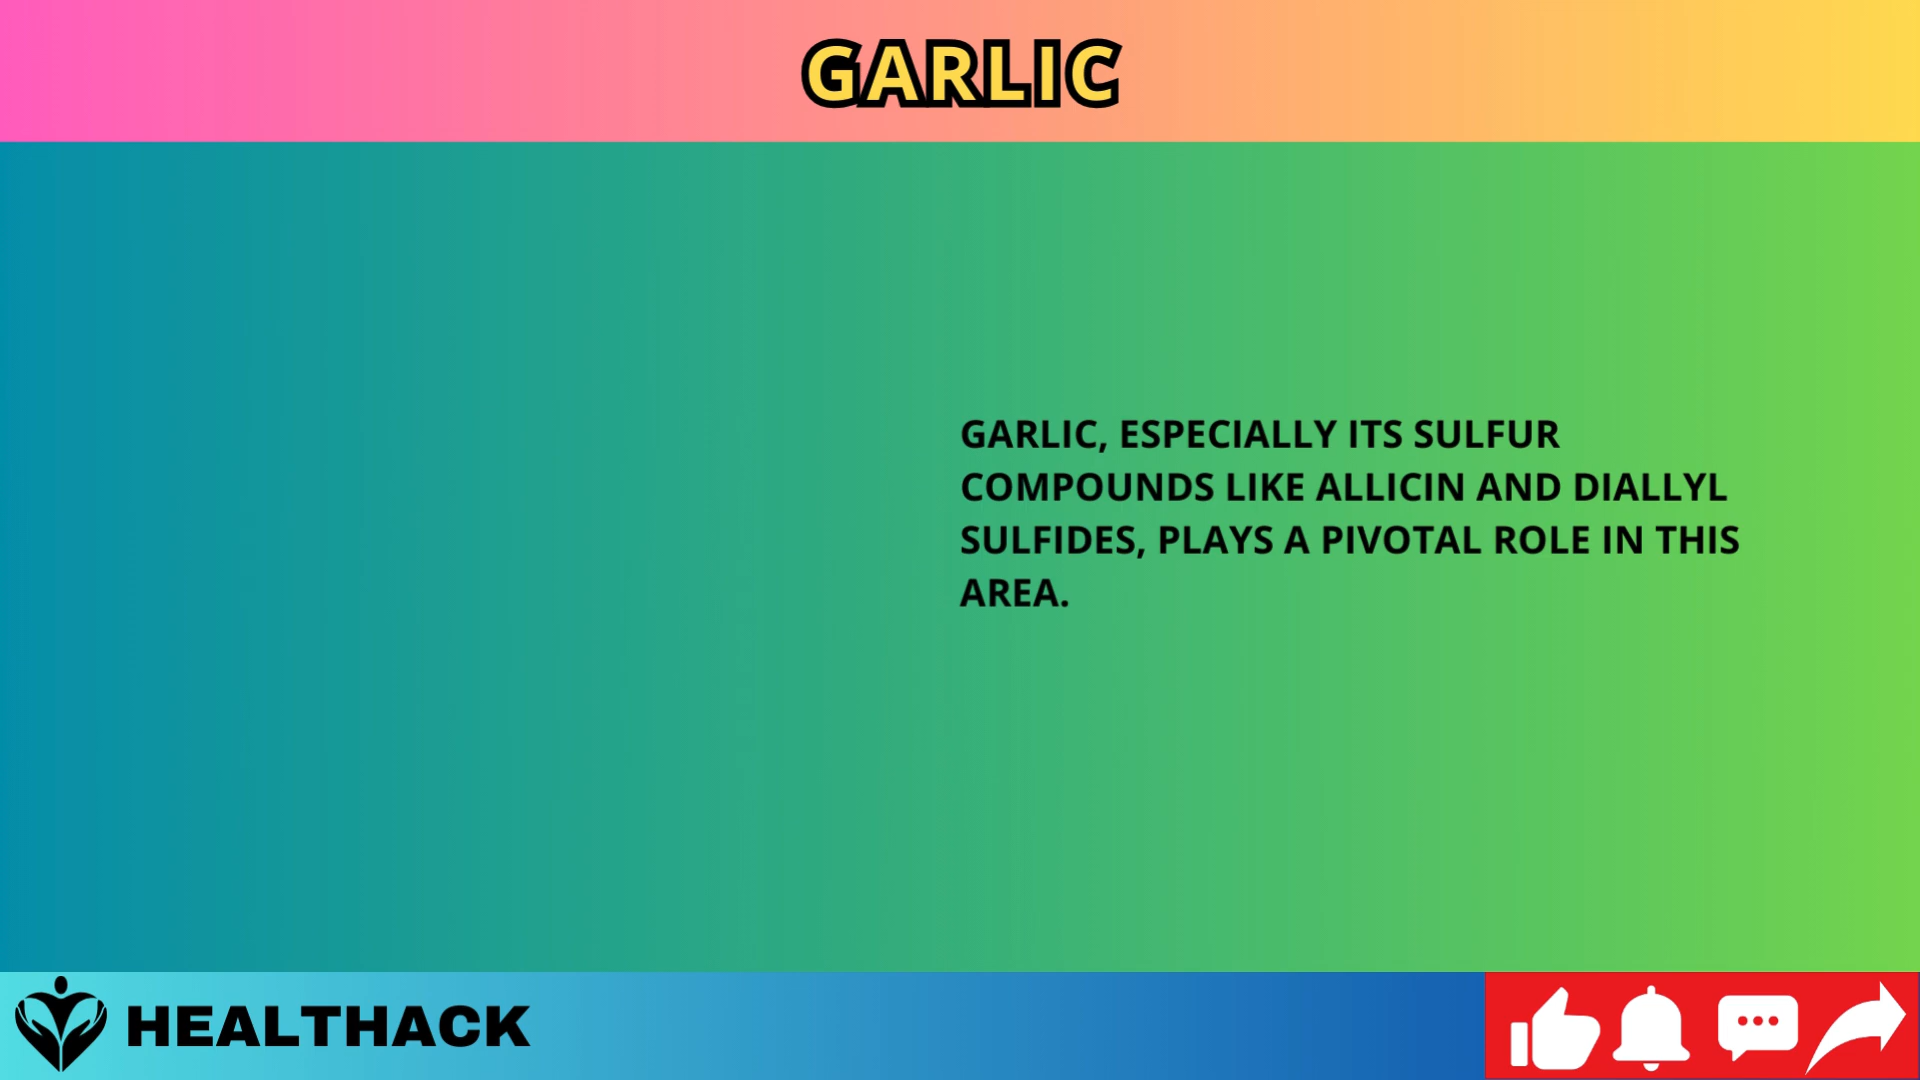 GARLIC
GARLIC, ESPECIALLY ITS SULFUR
COMPOUNDS LIKE ALLICIN AND DIALLYL
SULFIDES, PLAYS A PIVOTAL ROLE IN THIS
AREA.
HEALTHACK